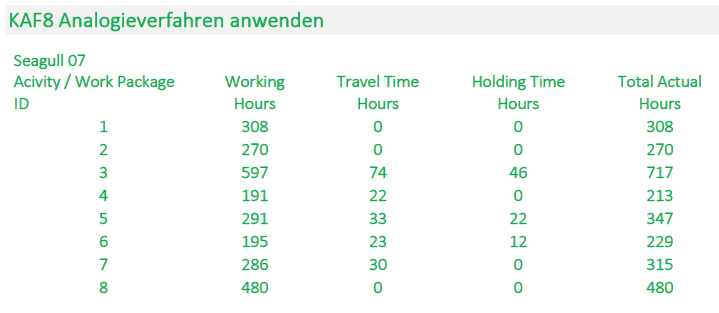 KAF8 Analogieverfahren anwenden
Seagull 07
Acivity / Work Package Working Travel Time Holding Time Total Actual
ID Hours Hours Hours Hours
1 308 0 0 308
2 270 0 0 270
3 597 74 46 717
4 191 22 0 213
5 291 33 22 347
6 195 23 12 229
7 286 30 0 315
8 480 0 0 480